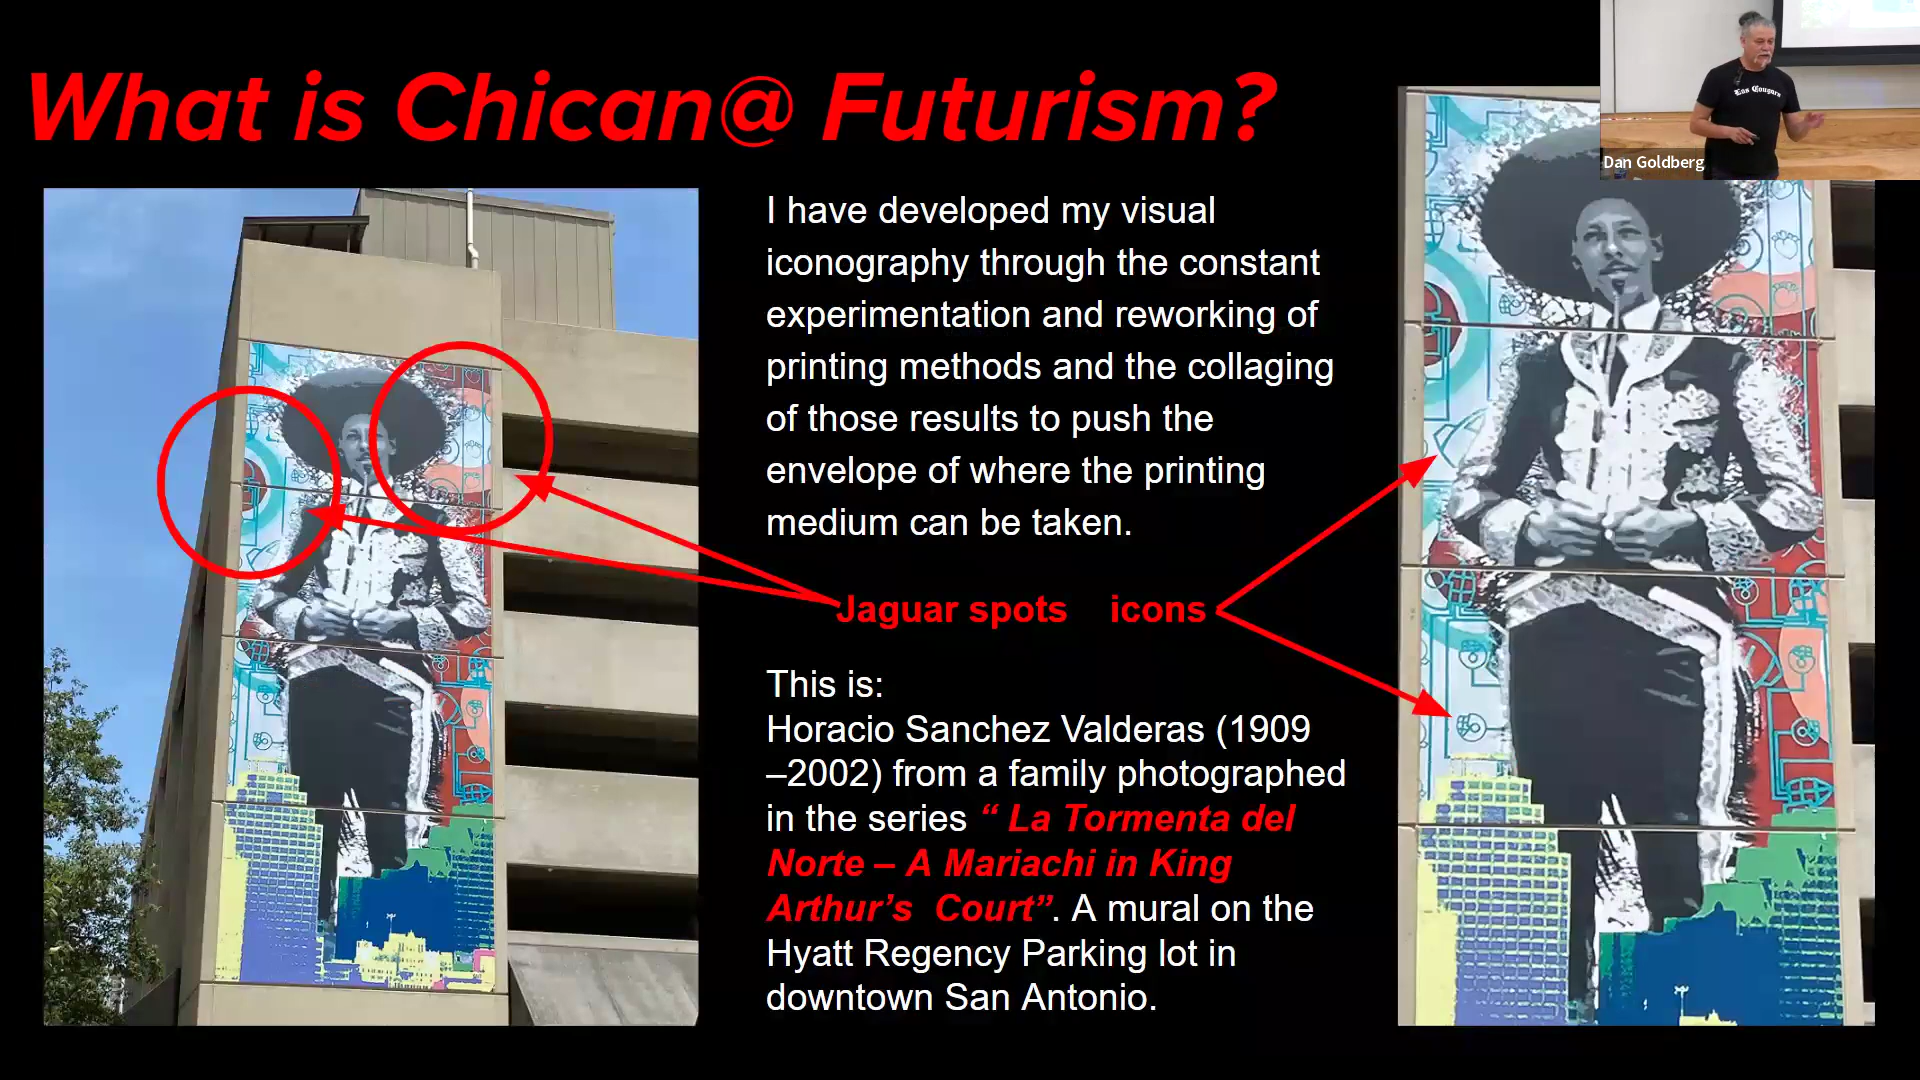 What is Chican@ Futurism?
Los Cougars
Dan Goldberg
I have developed my visual
iconography through the constant
experimentation and reworking of
printing methods and the collaging
of those results to push the
envelope of where the printing
medium can be taken.
Jaguar spots icons
This is:
Horacio Sanchez Valderas (1909
–2002) from a family photographed
in the series “ La Tormenta del
Norte – A Mariachi in King
Arthur’s Court”. A mural on the
Hyatt Regency Parking lot in
downtown San Antonio.